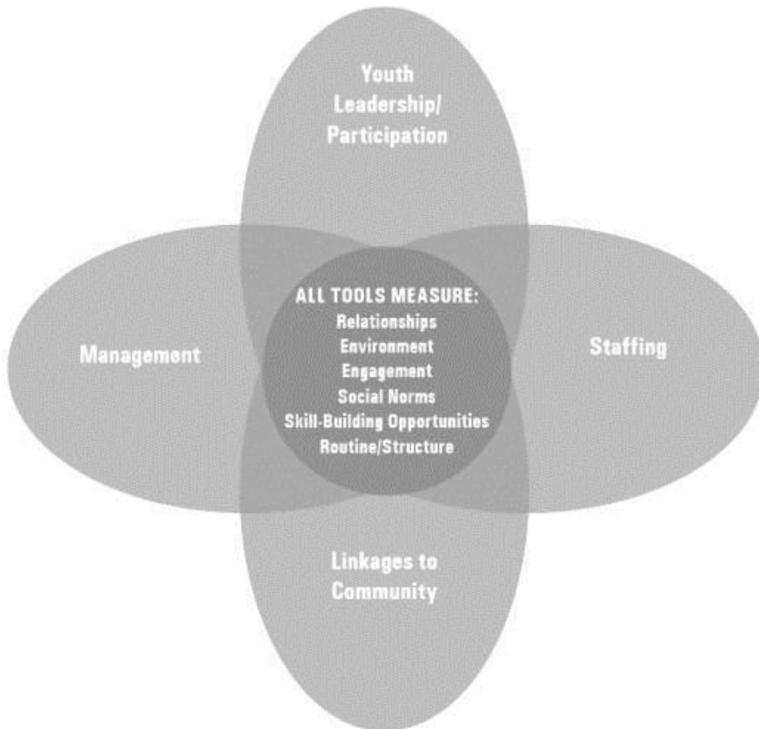 Youth
Leadership/
Participation
ALL TOOLS MEASURE:
Relationships
Environment
Engagement
Social Norms
Skill-Building Opportunities
Routine/Structure
Management
Staffing
Linkages to
Community